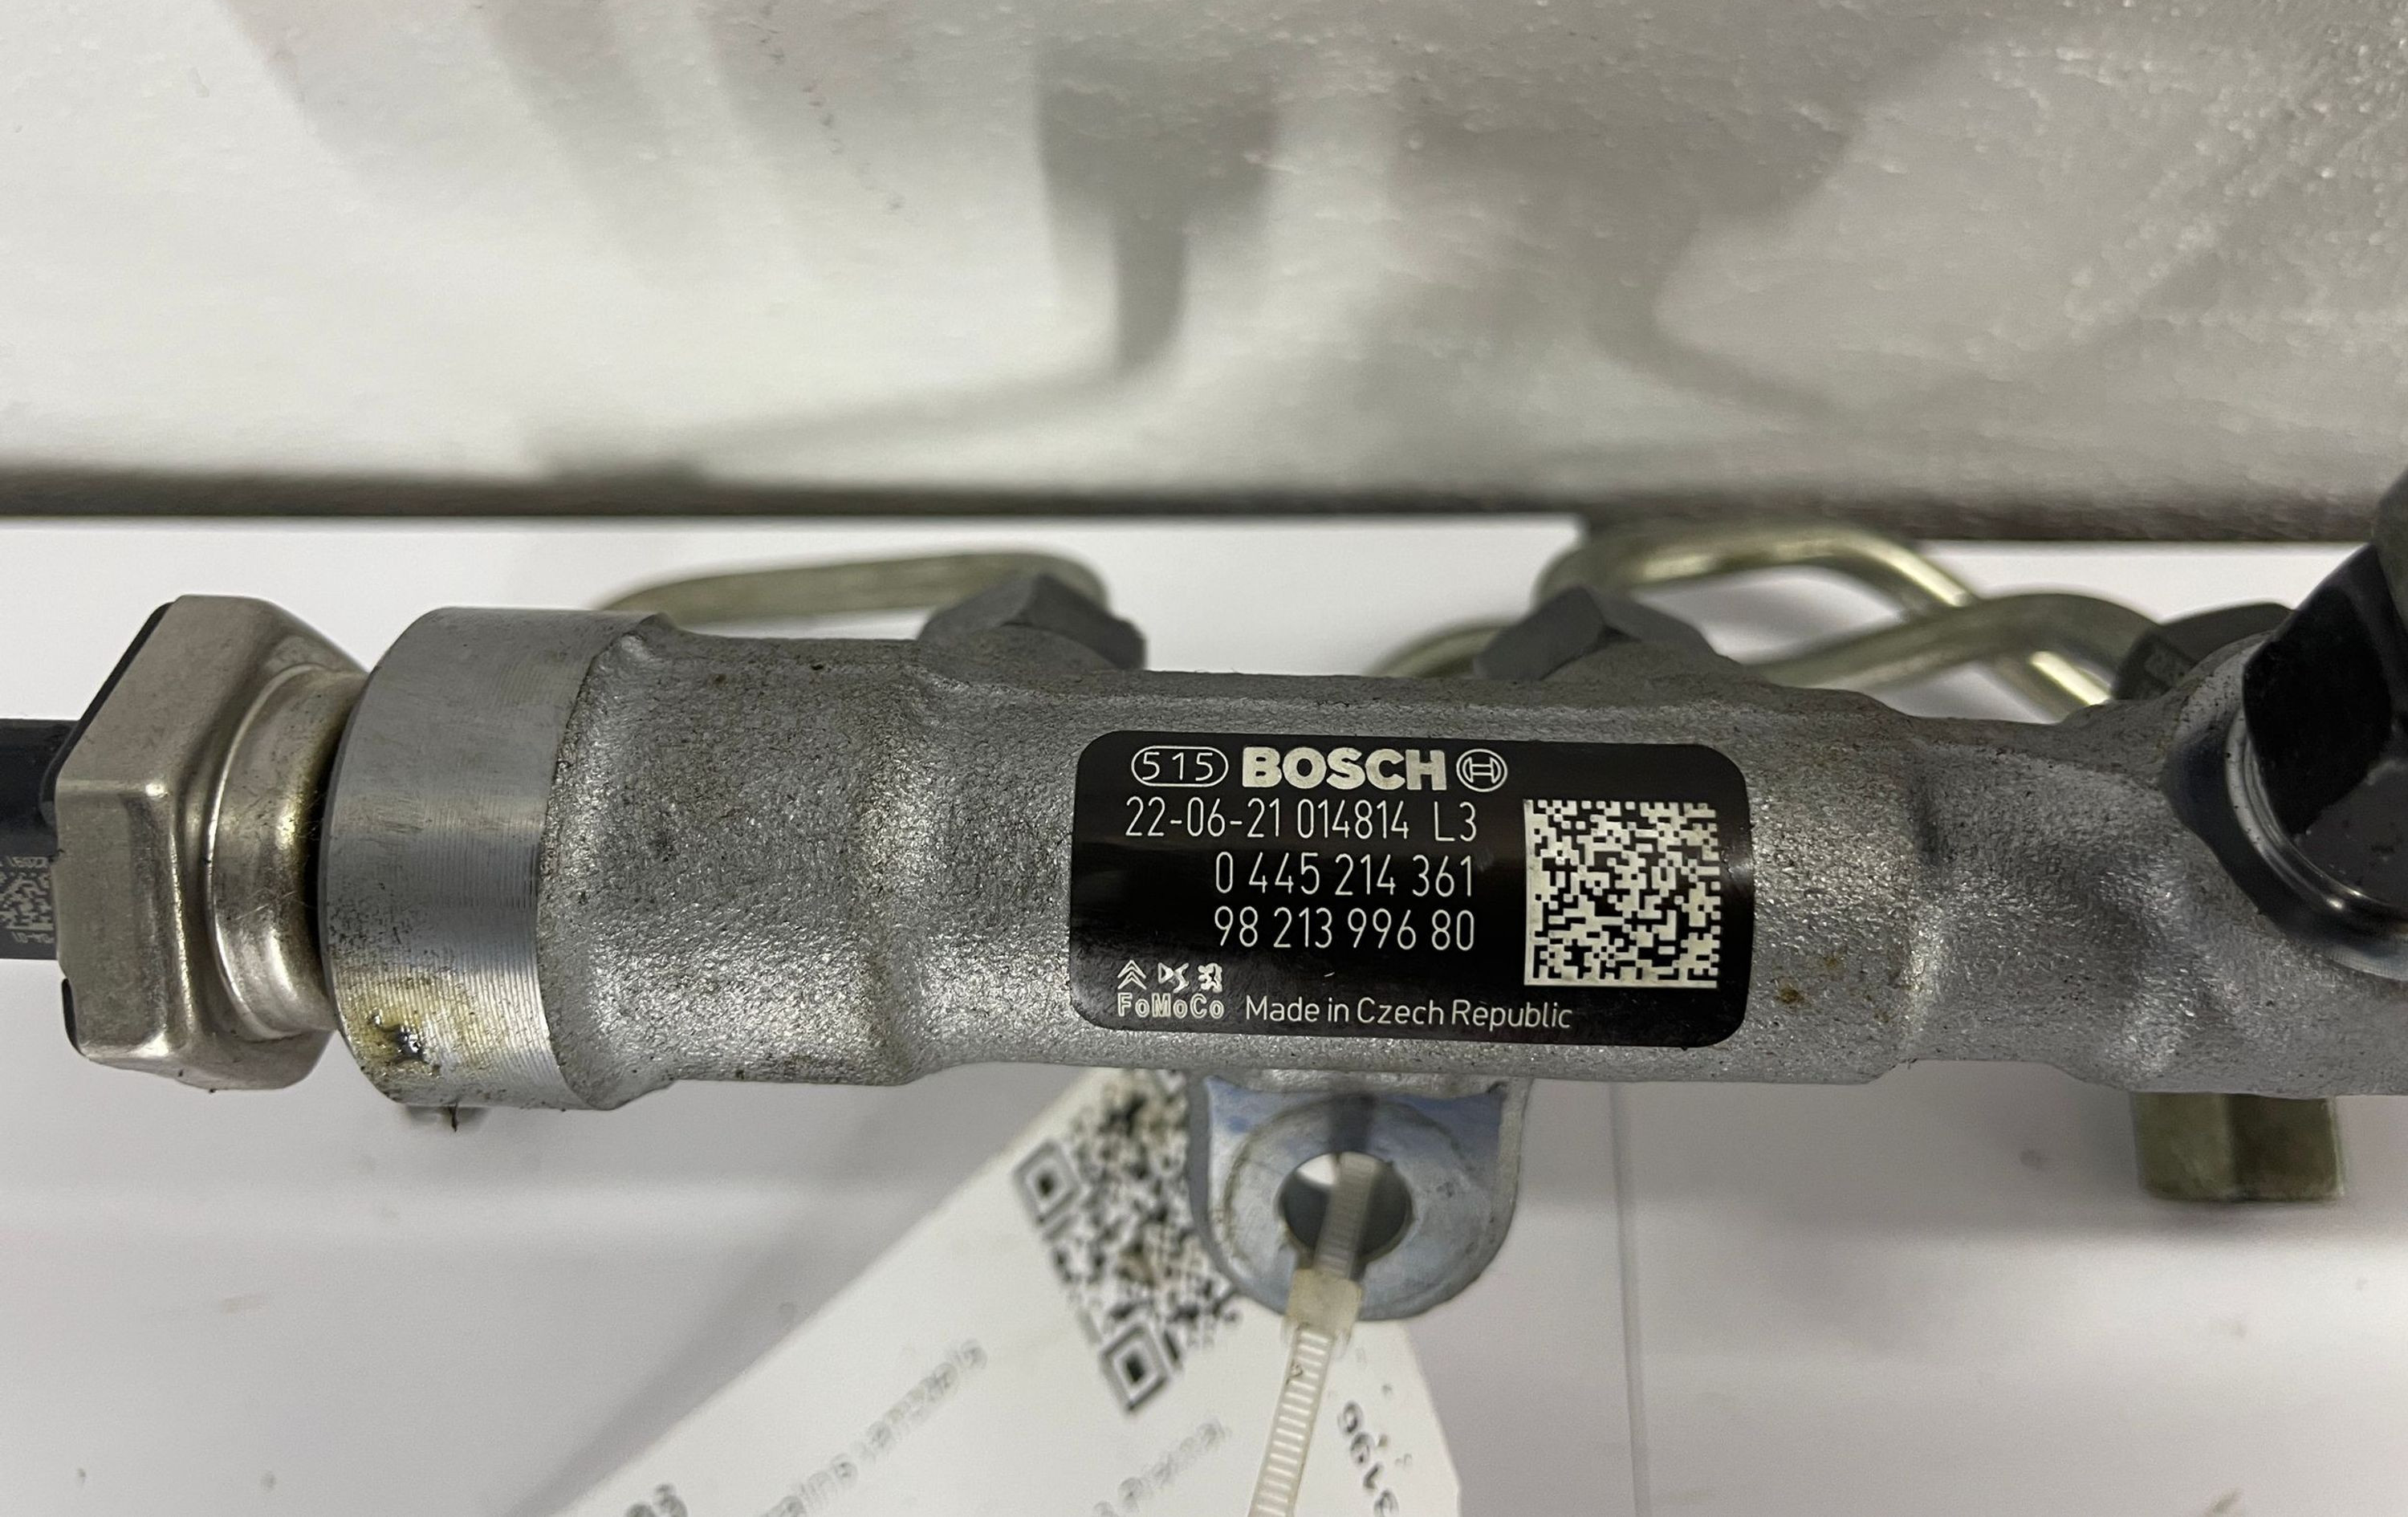 515 BOSCH
22-06-21 014814 L3
0 445 214 361
98 213 996 80
FoMoCo Made in Czech Republic
3196